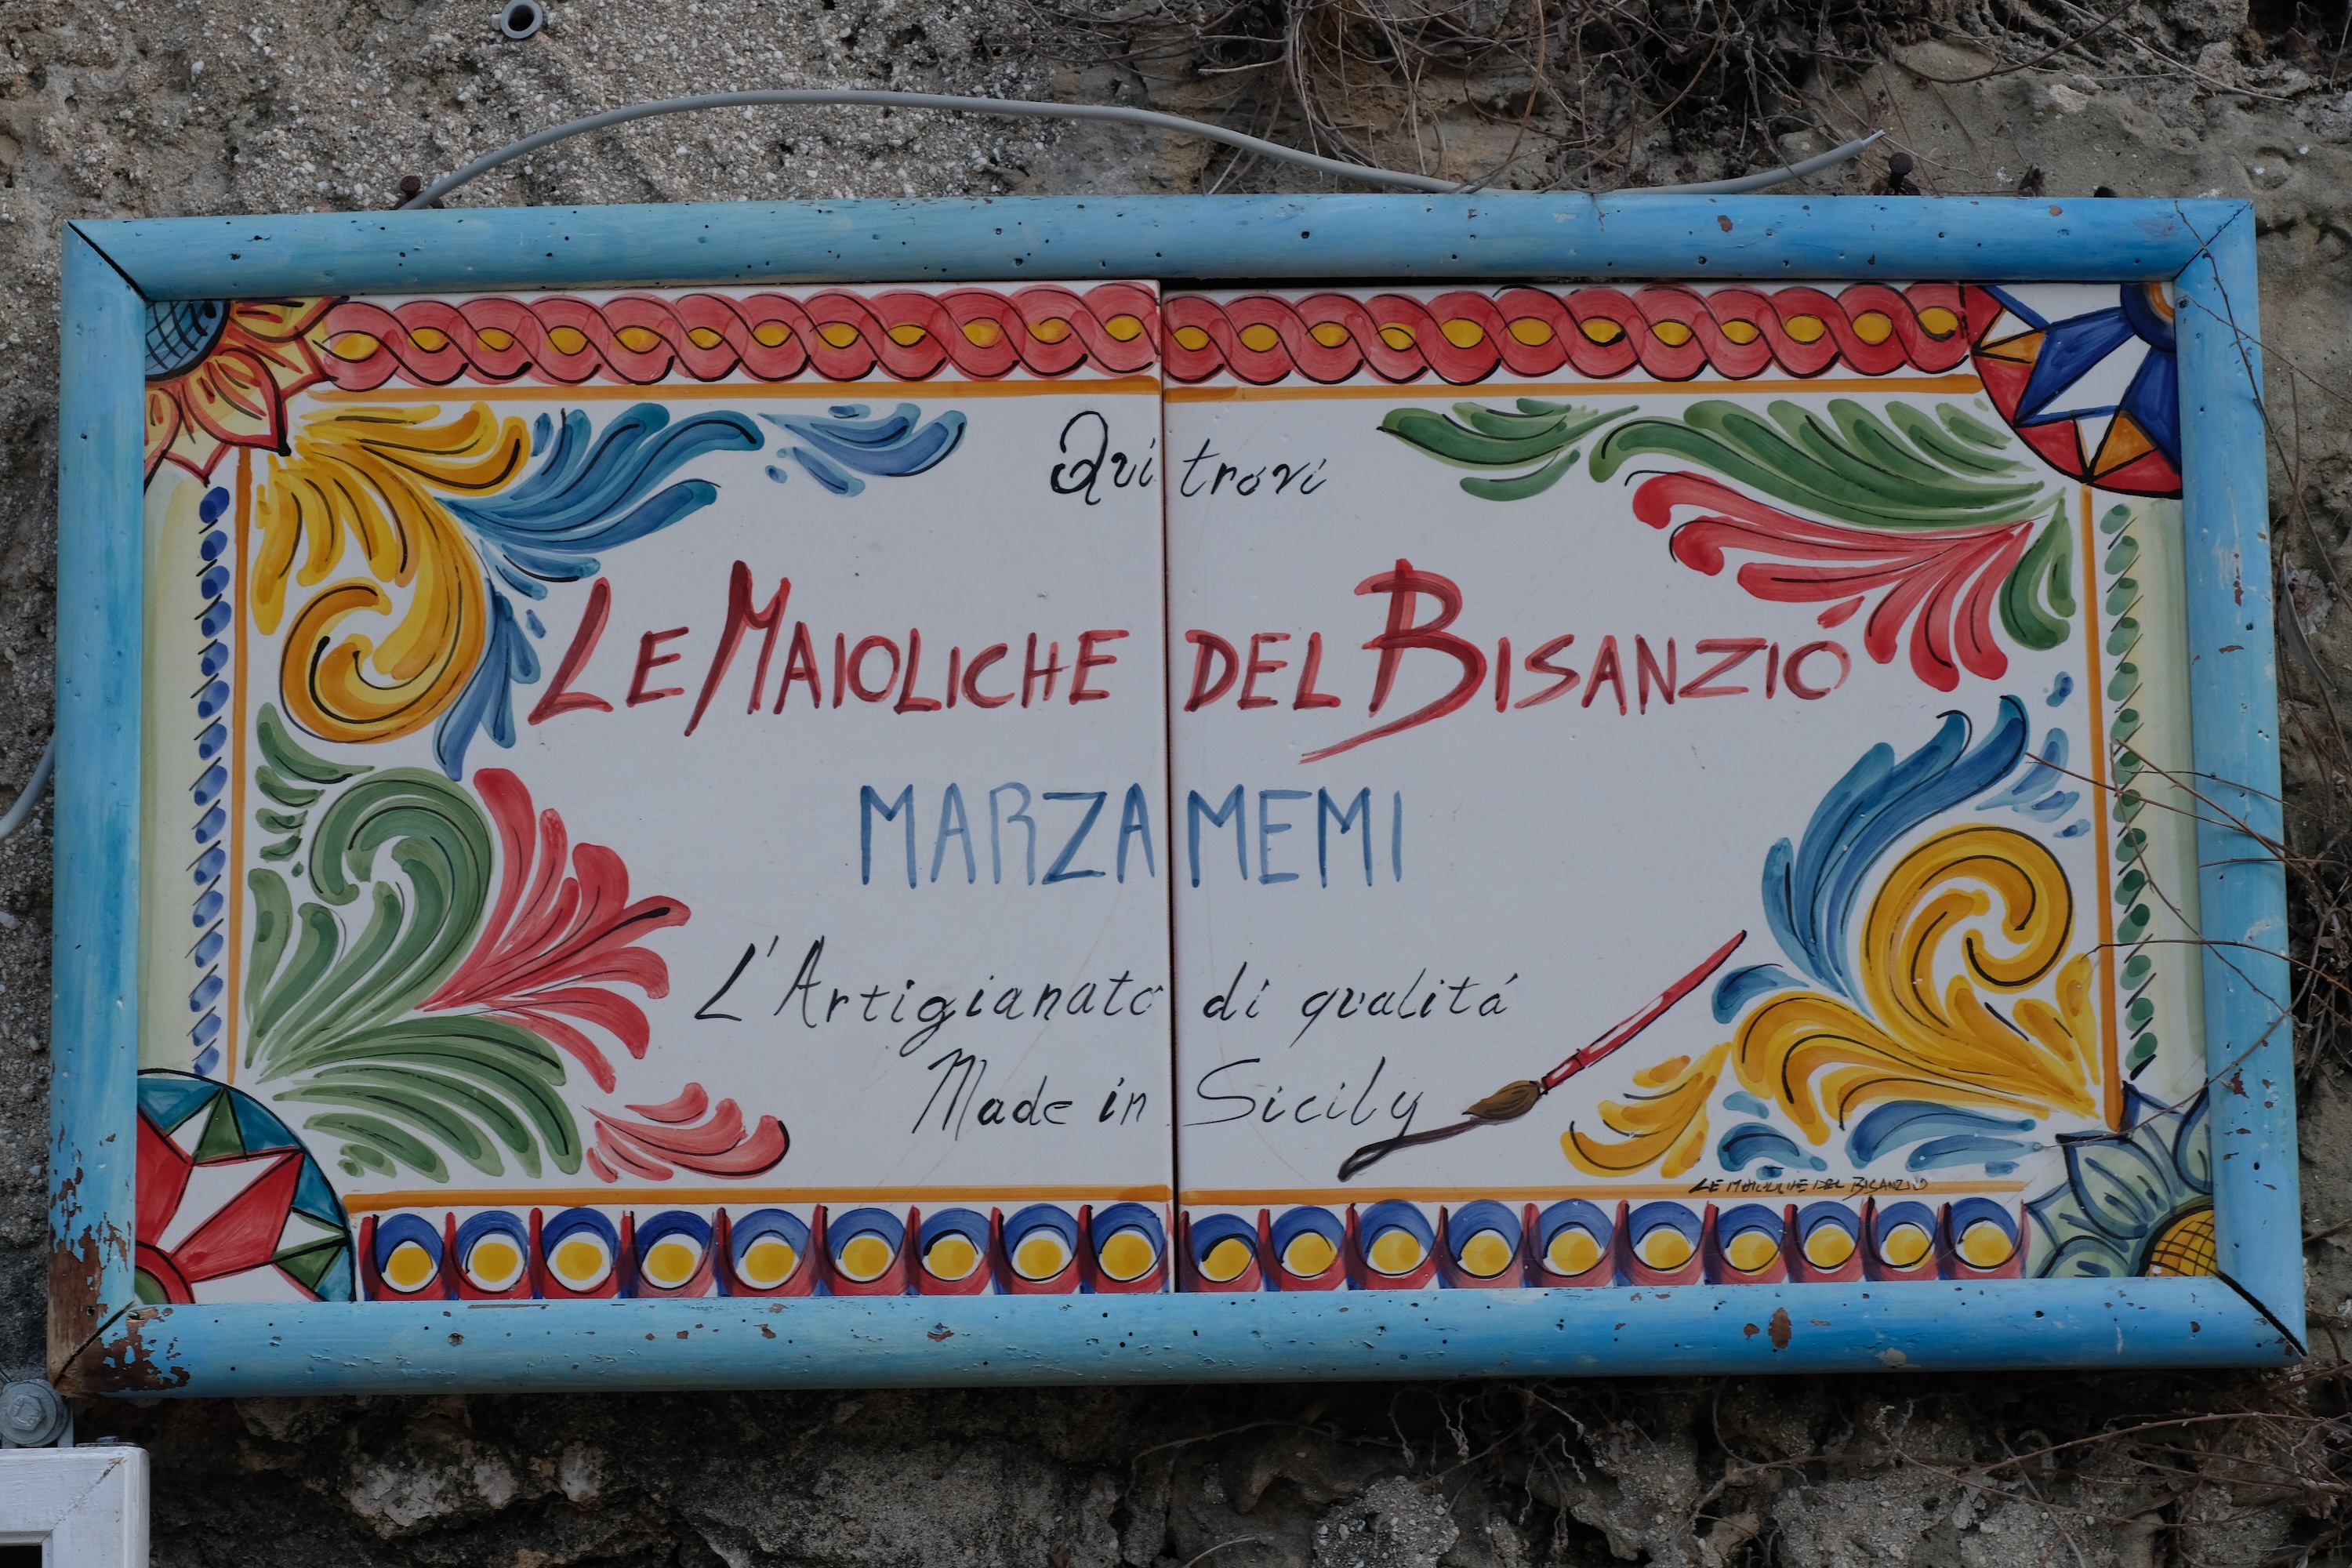 Qui trovi
LE MAIOLICHE DEL BISANZIO
MARZAMEMI
L'Artigianato di qualitá
Made in Sicily
LE MAIOLICHE DEL BISANZIO